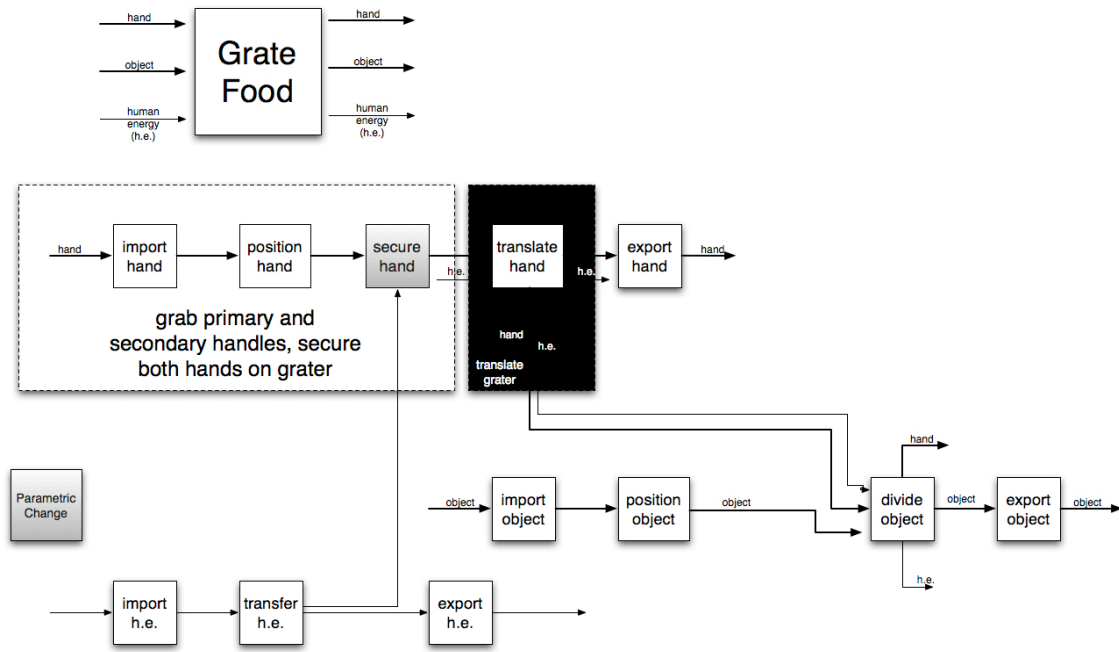 hand
hand
Grate
Food
object
object
human
energy
(h.e.)
human
energy
(h.e.)
hand
import
hand
position
hand
secure
hand
h.e.
translate
hand
h.e.
export
hand
hand
grab primary and
secondary handles, secure
both hands on grater
hand
h.e.
translate
grater
Parametric
Change
object
import
object
position
object
object
hand
divide
object
object
export
object
object
h.e.
import
h.e.
transfer
h.e.
export
h.e.